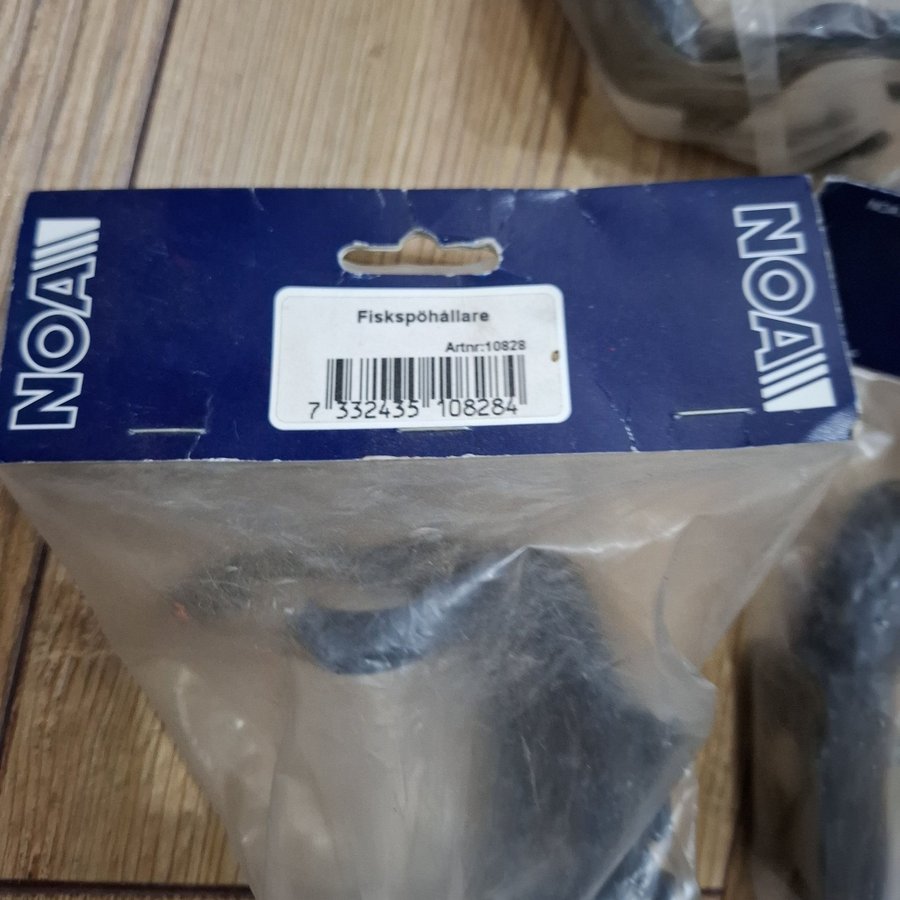 NOA
Fiskspöhållare
Artnr:10828
7 332435 108284
NOA